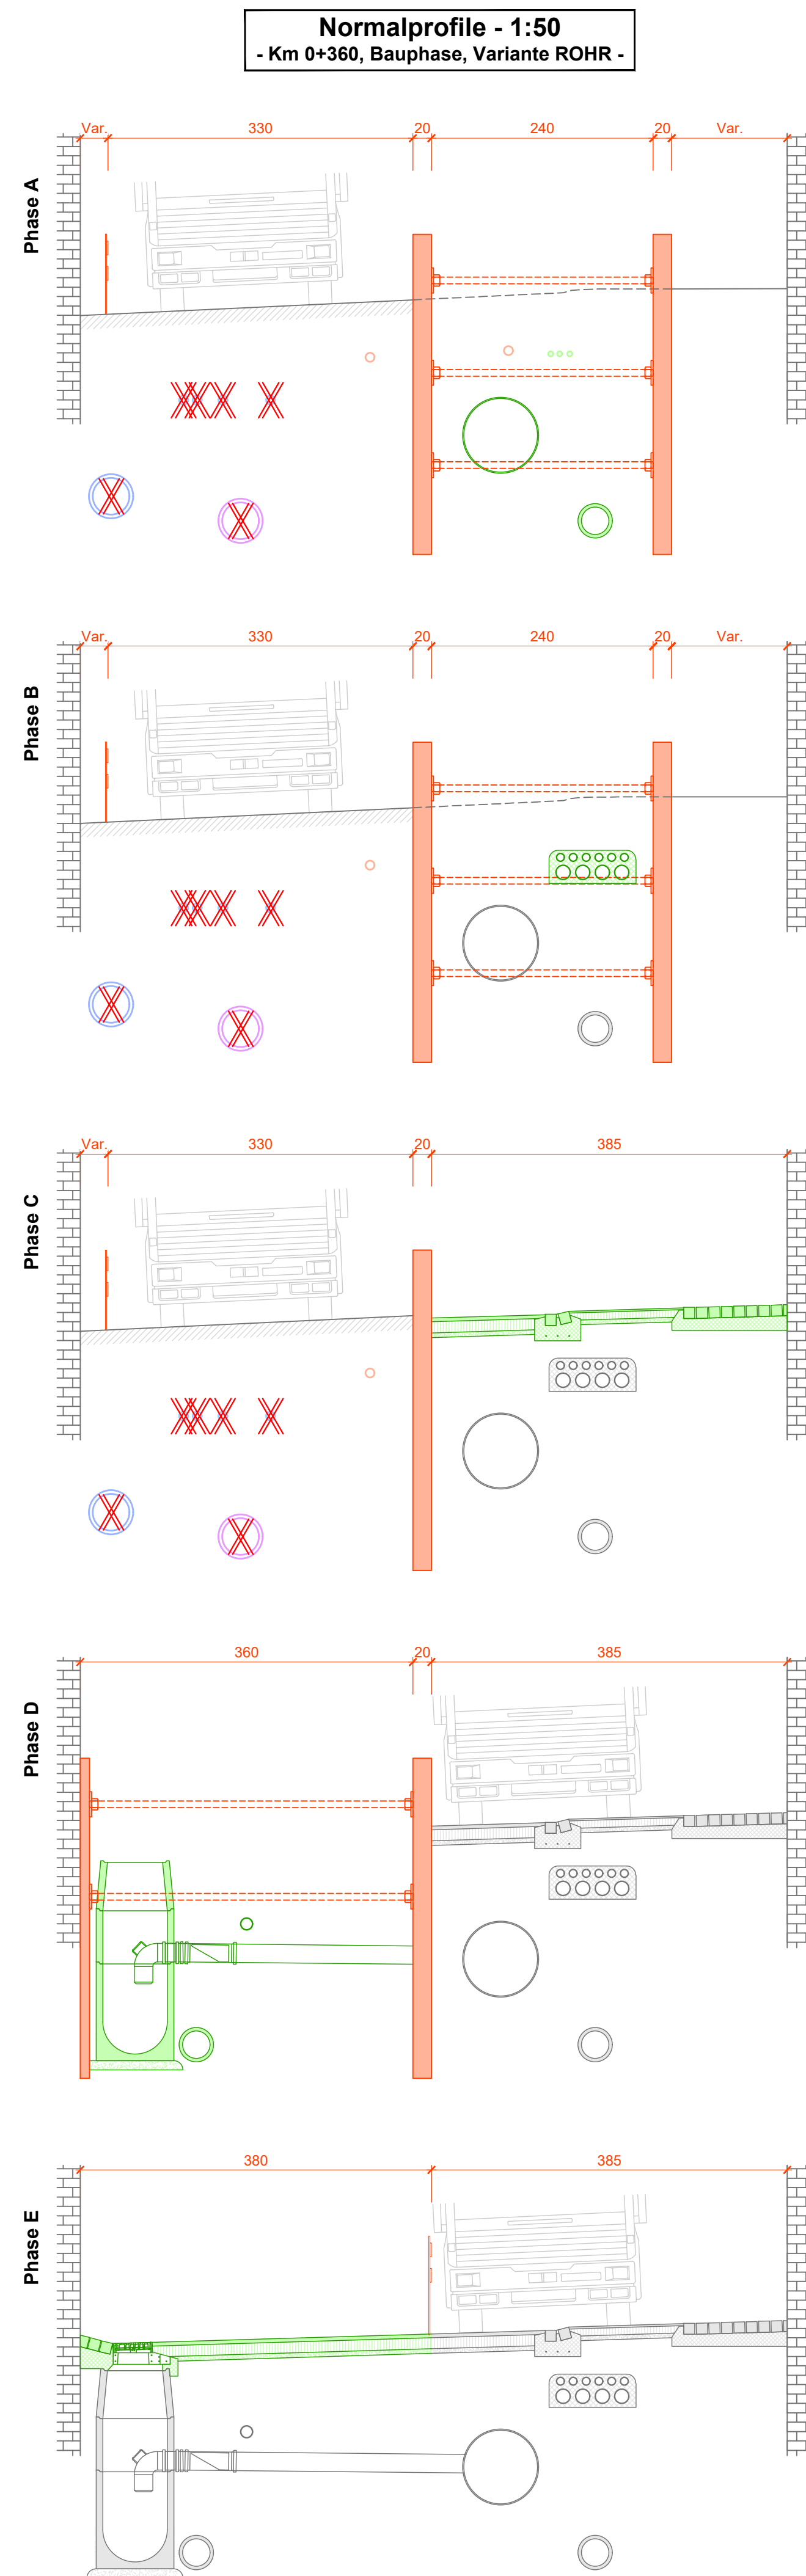 Normalprofile - 1:50
- Km 0+360, Bauphase, Variante ROHR -
Phase A
Var. 330 20 240 20 Var.
Phase B
Var. 330 20 240 20 Var.
Phase C
Var. 330 20 385
Phase D
360 20 385
Phase E
380 385